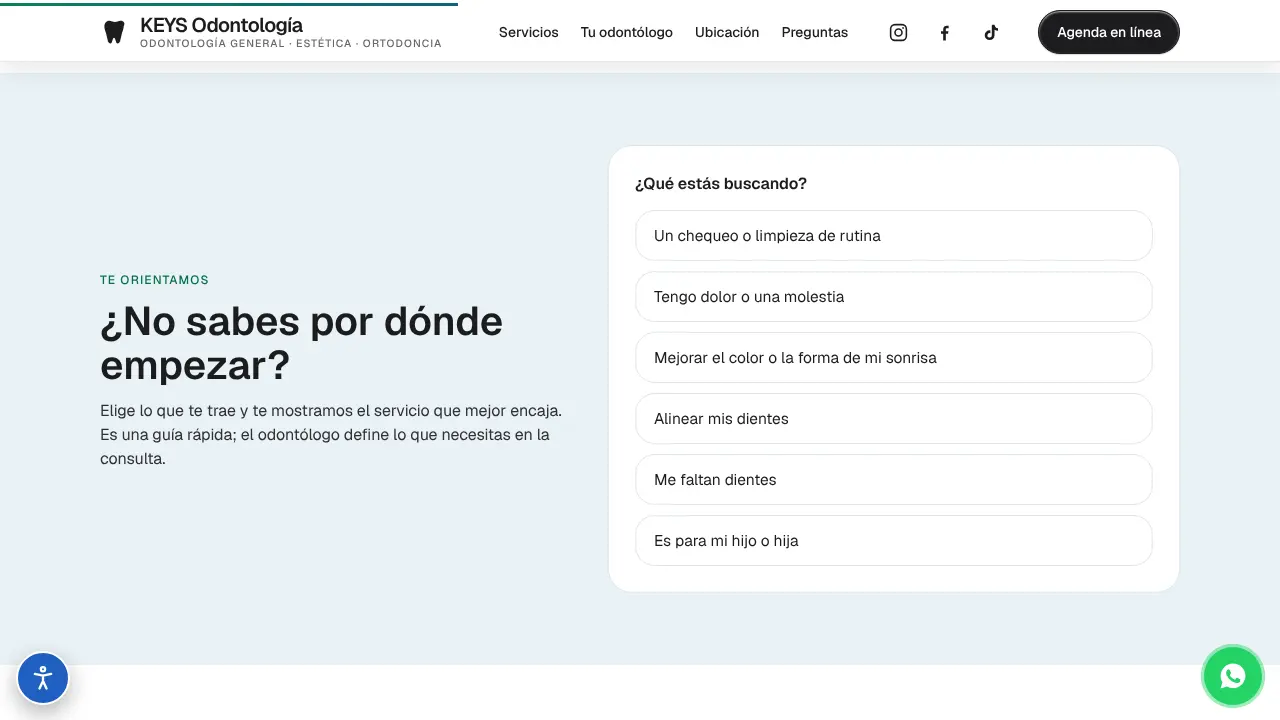 KEYS Odontología
ODONTOLOGÍA GENERAL · ESTÉTICA · ORTODONCIA
Servicios
Tu odontólogo
Ubicación
Preguntas
Agenda en línea
TE ORIENTAMOS
¿No sabes por dónde
empezar?
Elige lo que te trae y te mostramos el servicio que mejor encaja.
Es una guía rápida; el odontólogo define lo que necesitas en la
consulta.
¿Qué estás buscando?
Un chequeo o limpieza de rutina
Tengo dolor o una molestia
Mejorar el color o la forma de mi sonrisa
Alinear mis dientes
Me faltan dientes
Es para mi hijo o hija